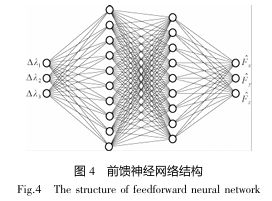 Δλ₁
Δλ₂
Δλ₃
F̂ₓ
F̂ᵧ
F̂
图 4 前馈神经网络结构
Fig.4 The structure of feedforward neural network